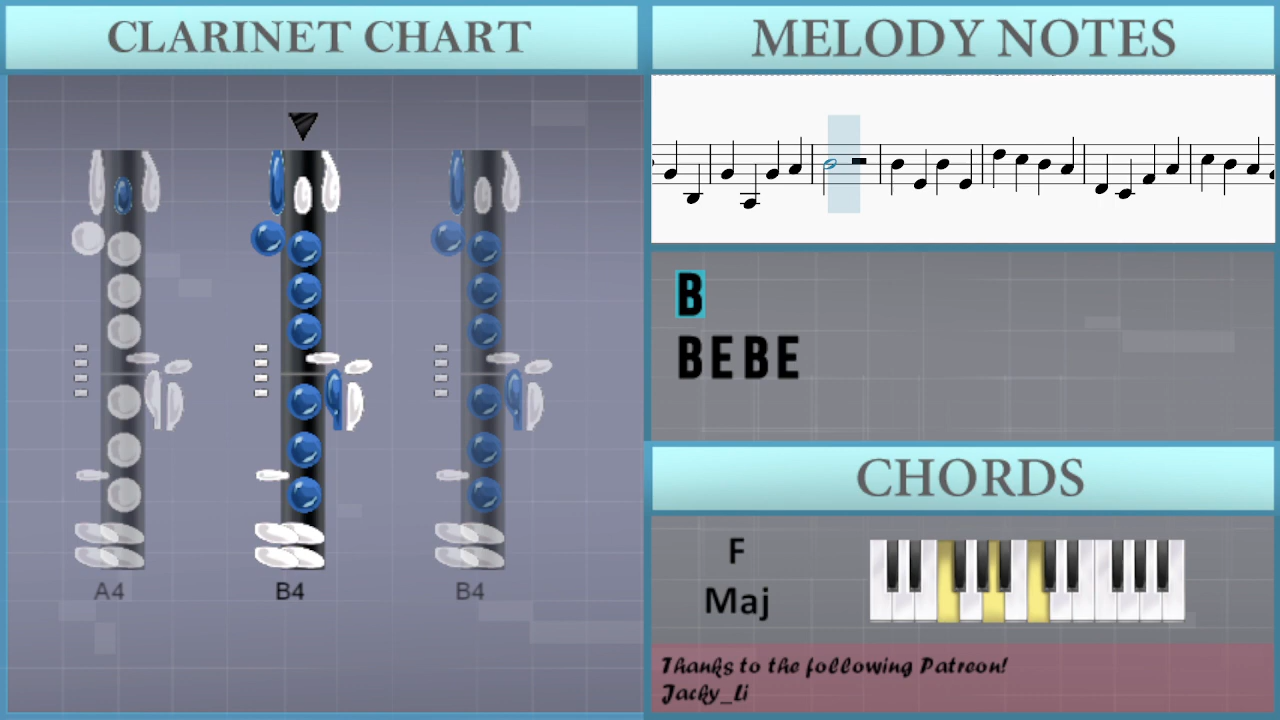 CLARINET CHART
A4 B4 B4
MELODY NOTES
B
BEBE
CHORDS
F
Maj
Thanks to the following Patreon!
Jacky_Li